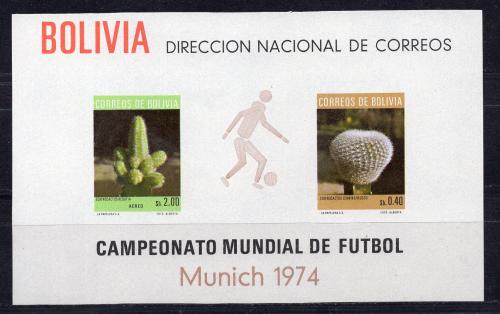 BOLIVIA DIRECCION NACIONAL DE CORREOS
CORREOS DE BOLIVIA
AEREO $b. 2.00
CORREOS DE BOLIVIA
$b. 0.40
CAMPEONATO MUNDIAL DE FUTBOL
Munich 1974